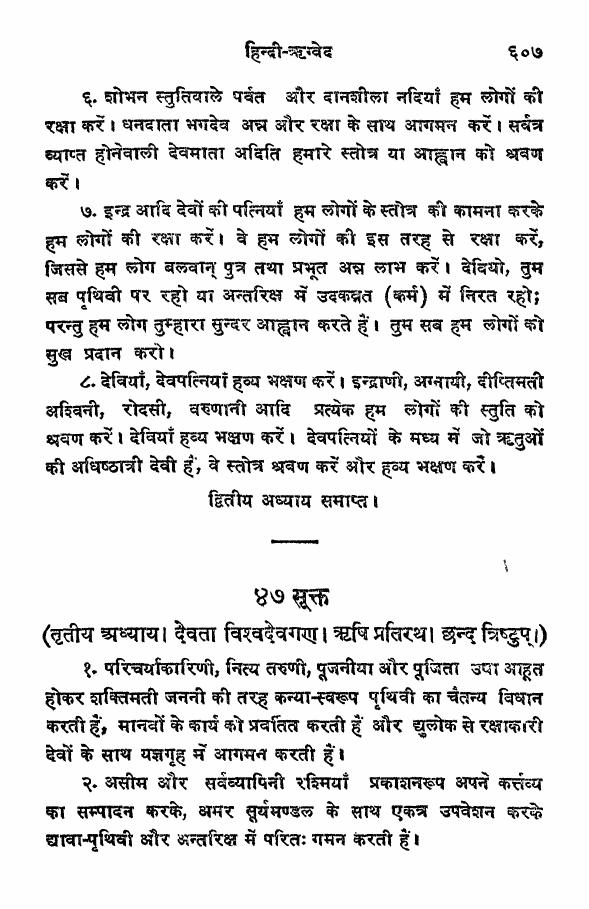 हिन्दी-ऋग्वेद ६०७
६. शोभन स्तुतिवाले पर्वत और दानशीला नदियाँ हम लोगों की
रक्षा करें। धनदाता भगदेव अन्न और रक्षा के साथ आगमन करें। सर्वत्र
व्याप्त होनेवाली देवमाता अदिति हमारे स्तोत्र या आह्वान को श्रवण
करें।
७. इन्द्र आदि देवों की पत्नियाँ हम लोगों के स्तोत्र की कामना करके
हम लोगों की रक्षा करें। वे हम लोगों की इस तरह से रक्षा करें,
जिससे हम लोग बलवान् पुत्र तथा प्रभूत अन्न लाभ करें। देवियो, तुम
सब पृथिवी पर रहो या अन्तरिक्ष में उदकव्रत (कर्म) में निरत रहो;
परन्तु हम लोग तुम्हारा सुन्दर आह्वान करते हैं। तुम सब हम लोगों को
सुख प्रदान करो।
८. देवियाँ, देवपत्नियाँ हव्य भक्षण करें। इन्द्राणी, अग्नायी, दीप्तिमती
अश्विनी, रोदसी, वरुणानी आदि प्रत्येक हम लोगों की स्तुति को
श्रवण करें। देवियाँ हव्य भक्षण करें। देवपत्नियों के मध्य में जो ऋतुओं
की अधिष्ठात्री देवी हैं, वे स्तोत्र श्रवण करें और हव्य भक्षण करें।
द्वितीय अध्याय समाप्त।
४७ सूक्त
(तृतीय अध्याय। देवता विश्वदेवगण। ऋषि प्रतिरथ। छन्द त्रिष्टुप्।)
१. परिचर्याकारिणी, नित्य तरुणी, पूजनीया और पूजिता उषा आहूत
होकर शक्तिमती जननी की तरह कन्या-स्वरूप पृथिवी का चैतन्य विधान
करती हैं, मानवों के कार्य को प्रवर्तित करती हैं और द्युलोक से रक्षाकारी
देवों के साथ यज्ञगृह में आगमन करती हैं।
२. असीम और सर्वव्यापिनी रश्मियाँ प्रकाशनरूप अपने कर्त्तव्य
का सम्पादन करके, अमर सूर्यमण्डल के साथ एकत्र उपवेशन करके
द्यावा-पृथिवी और अन्तरिक्ष में परितः गमन करती हैं।